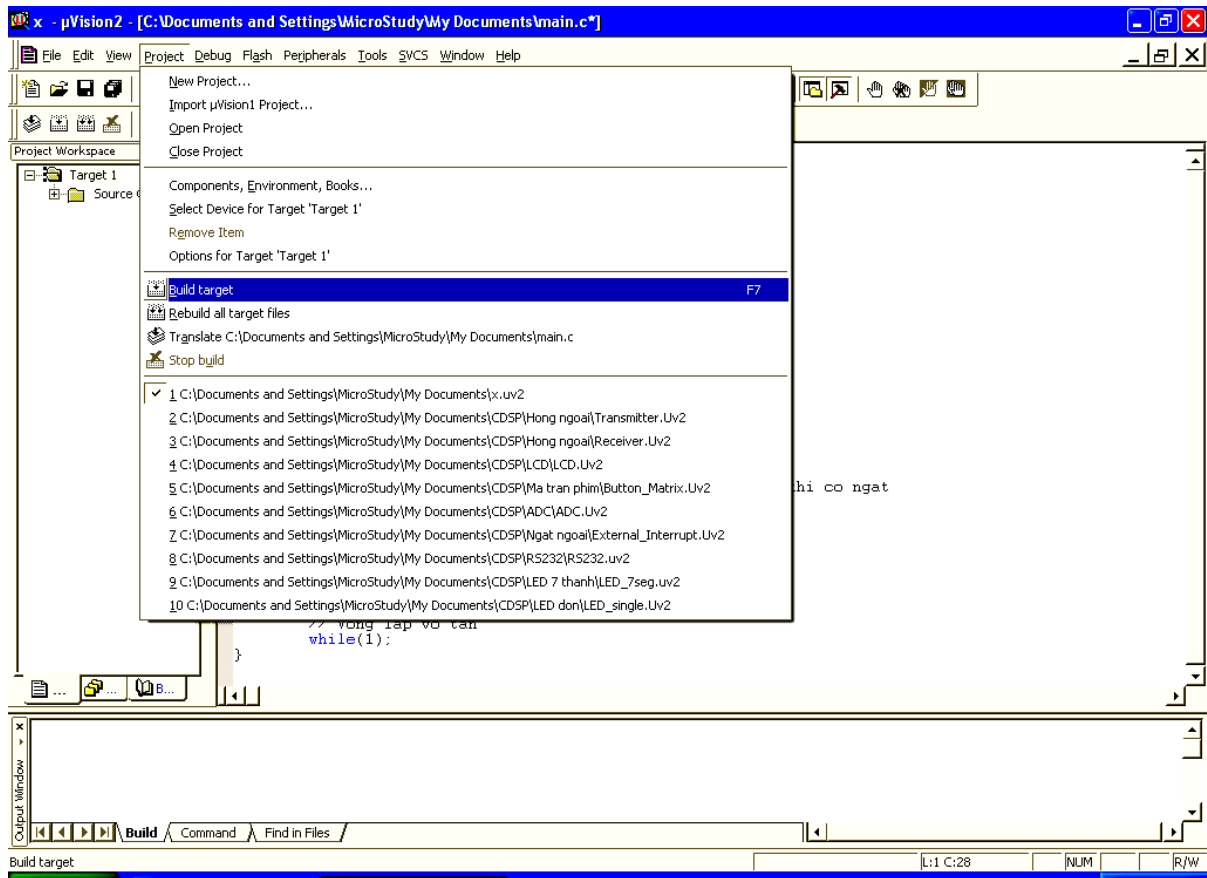 x - µVision2 - [C:\Documents and Settings\MicroStudy\My Documents\main.c*]
File Edit View Project Debug Flash Peripherals Tools SVCS Window Help
New Project...
Import µVision1 Project...
Open Project
Close Project
Project Workspace
Target 1
Source
Components, Environment, Books...
Select Device for Target 'Target 1'
Remove Item
Options for Target 'Target 1'
Build target F7
Rebuild all target files
Translate C:\Documents and Settings\MicroStudy\My Documents\main.c
Stop build
1 C:\Documents and Settings\MicroStudy\My Documents\x.uv2
2 C:\Documents and Settings\MicroStudy\My Documents\CDSP\Hong ngoai\Transmitter.Uv2
3 C:\Documents and Settings\MicroStudy\My Documents\CDSP\Hong ngoai\Receiver.Uv2
4 C:\Documents and Settings\MicroStudy\My Documents\CDSP\LCD\LCD.Uv2
5 C:\Documents and Settings\MicroStudy\My Documents\CDSP\Ma tran phim\Button_Matrix.Uv2
6 C:\Documents and Settings\MicroStudy\My Documents\CDSP\ADC\ADC.Uv2
7 C:\Documents and Settings\MicroStudy\My Documents\CDSP\Ngat ngoai\External_Interrupt.Uv2
8 C:\Documents and Settings\MicroStudy\My Documents\CDSP\RS232\RS232.uv2
9 C:\Documents and Settings\MicroStudy\My Documents\CDSP\LED 7 thanh\LED_7seg.uv2
10 C:\Documents and Settings\MicroStudy\My Documents\CDSP\LED don\LED_single.Uv2
hi co ngat
// Vong lap vo tan
while(1);
}
... ... B...
Output Window
Build Command Find in Files
Build target L:1 C:28 NUM R/W